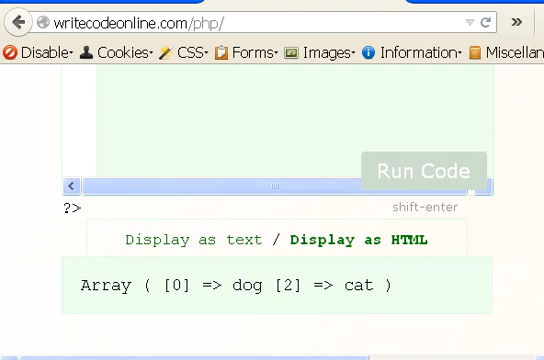 writecodeonline.com/php/
Disable Cookies CSS Forms Images Information Miscellan
Run Code
?>
shift-enter
Display as text / Display as HTML
Array ( [0] => dog [2] => cat )